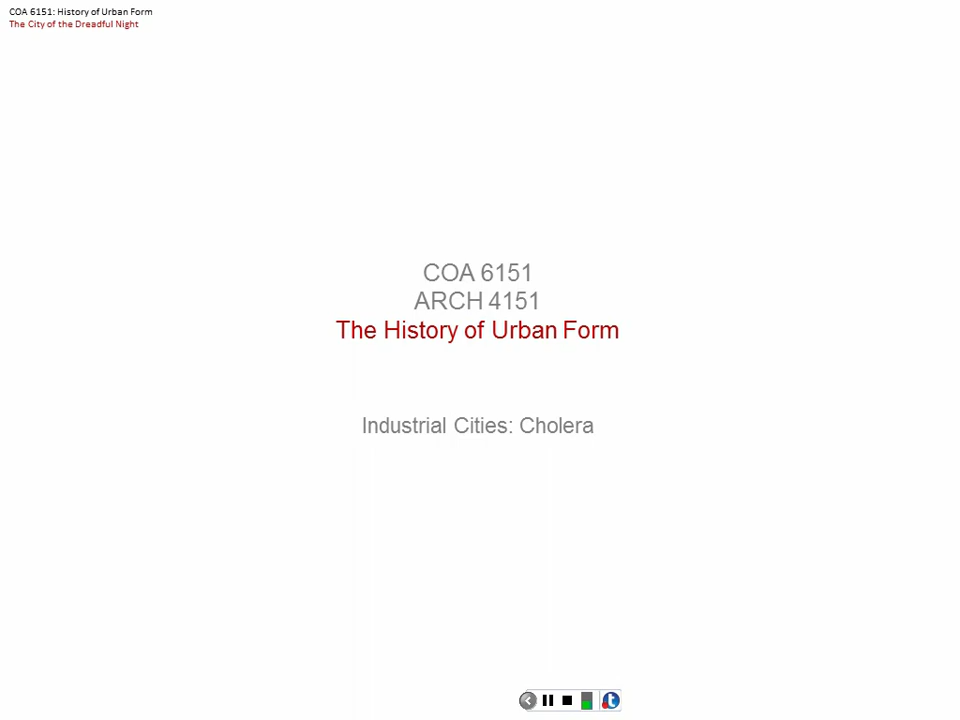 COA 6151: History of Urban Form
The City of the Dreadful Night
COA 6151
ARCH 4151
The History of Urban Form
Industrial Cities: Cholera
t